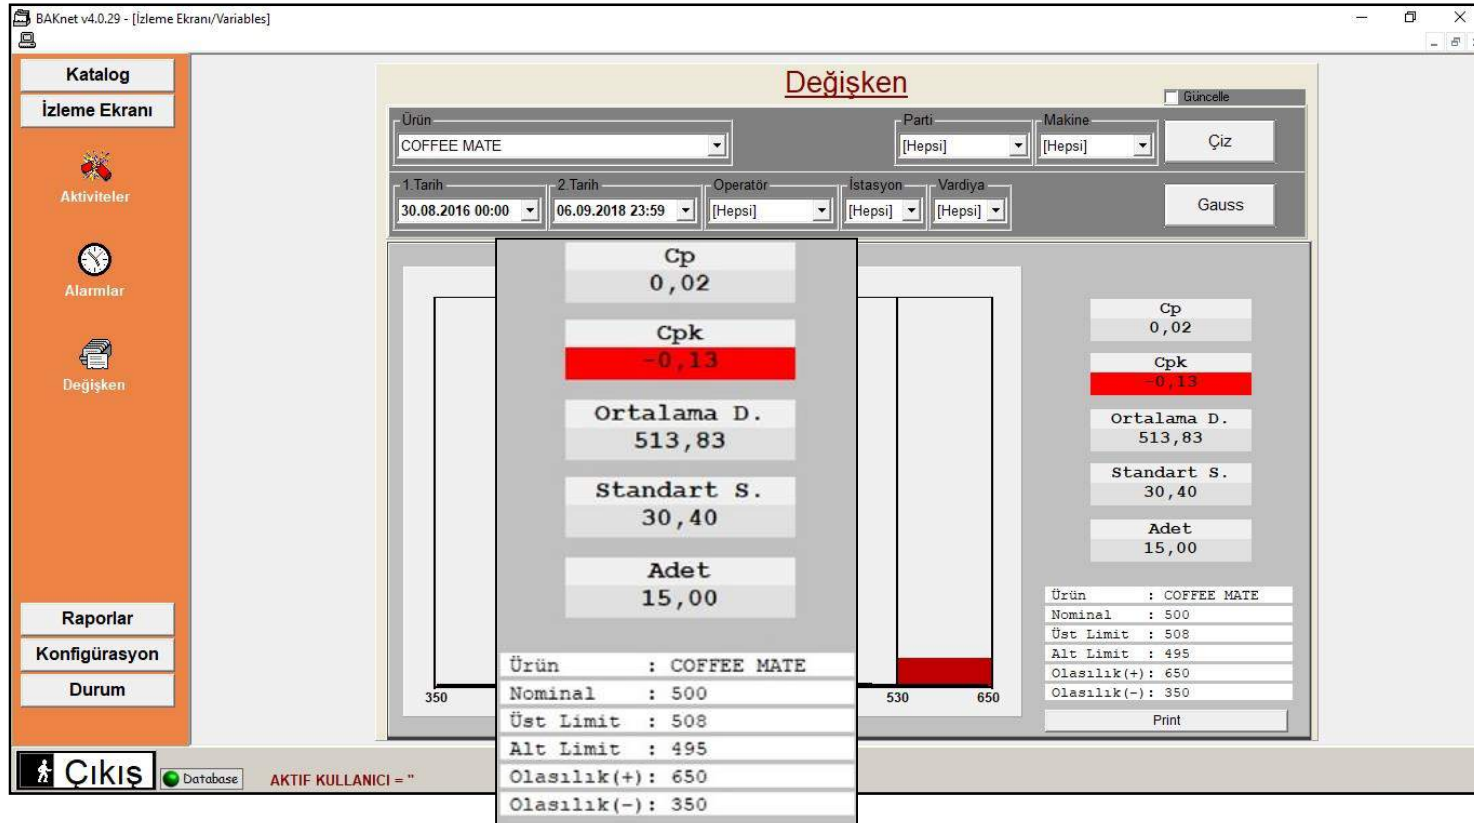 BAKnet v4.0.29 - [İzleme Ekranı/Variables]
Katalog
İzleme Ekranı
Aktiviteler
Alarmlar
Değişken
Raporlar
Konfigürasyon
Durum
Değişken
Güncelle
Ürün
COFFEE MATE
Parti
[Hepsi]
Makine
[Hepsi]
Çiz
1.Tarih
30.08.2016 00:00
2.Tarih
06.09.2018 23:59
Operatör
[Hepsi]
İstasyon
[Hepsi]
Vardiya
[Hepsi]
Gauss
350
530
650
Cp
0,02
Cpk
-0,13
Ortalama D.
513,83
Standart S.
30,40
Adet
15,00
Ürün : COFFEE MATE
Nominal : 500
Üst Limit : 508
Alt Limit : 495
Olasılık(+): 650
Olasılık(-): 350
Cp
0,02
Cpk
-0,13
Ortalama D.
513,83
Standart S.
30,40
Adet
15,00
Ürün : COFFEE MATE
Nominal : 500
Üst Limit : 508
Alt Limit : 495
Olasılık(+): 650
Olasılık(-): 350
Print
Çıkış
Database
AKTIF KULLANICI = ''